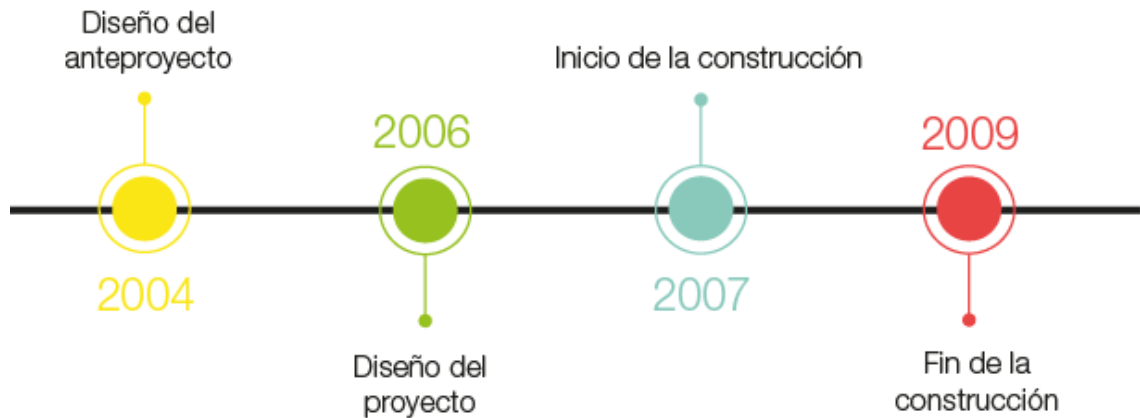 Diseño del
anteproyecto
2004
2006
Diseño del
proyecto
Inicio de la construcción
2007
2009
Fin de la
construcción